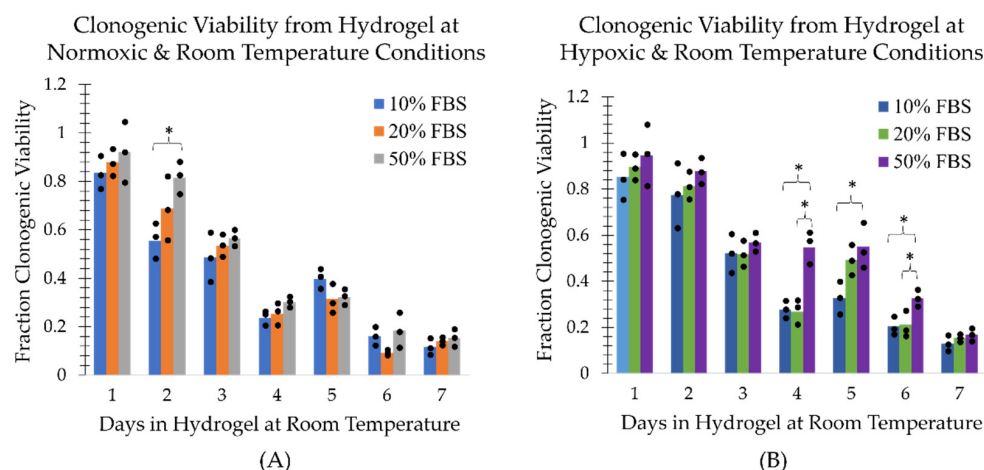 Clonogenic Viability from Hydrogel at
Normoxic & Room Temperature Conditions
Fraction Clonogenic Viability
1.2
1
0.8
0.6
0.4
0.2
0
10% FBS
20% FBS
50% FBS
*
1 2 3 4 5 6 7
Days in Hydrogel at Room Temperature
(A)
Clonogenic Viability from Hydrogel at
Hypoxic & Room Temperature Conditions
Fraction Clonogenic Viability
1.2
1
0.8
0.6
0.4
0.2
0
10% FBS
20% FBS
50% FBS
*
*
*
*
*
1 2 3 4 5 6 7
Days in Hydrogel at Room Temperature
(B)